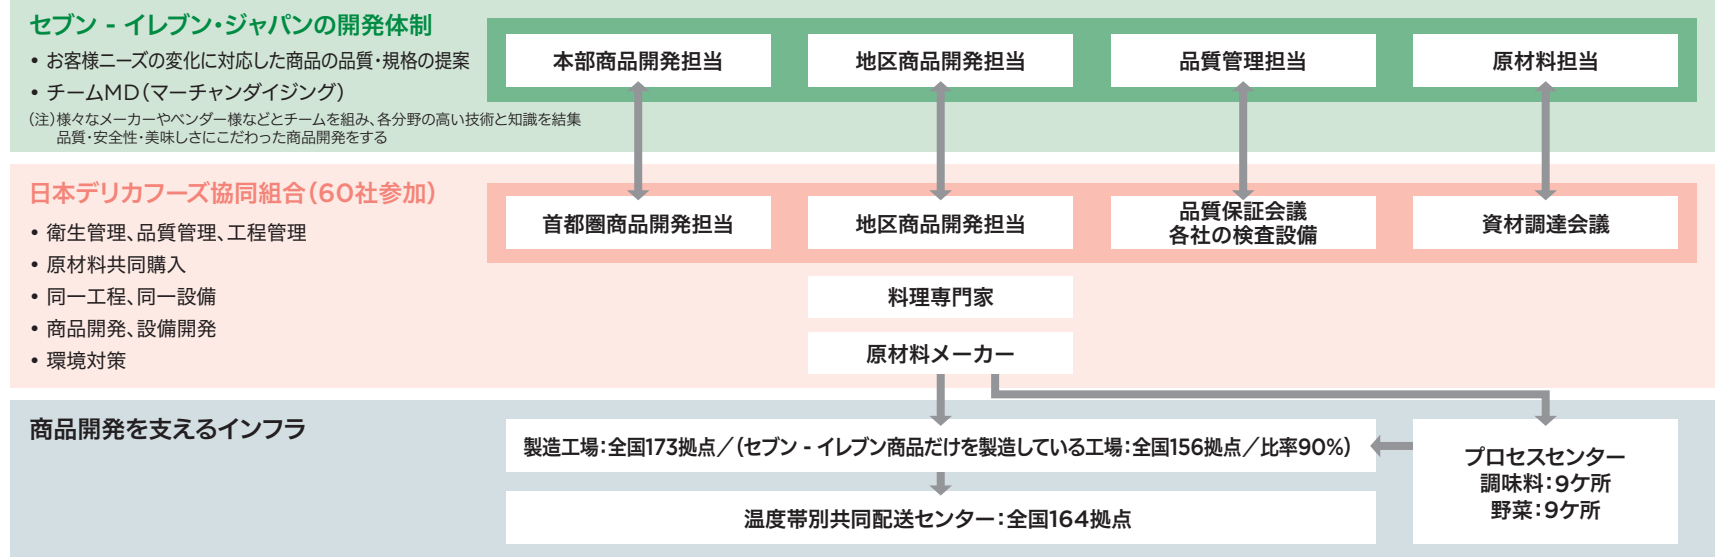 セブン - イレブン・ジャパンの開発体制
• お客様ニーズの変化に対応した商品の品質・規格の提案
• チームMD(マーチャンダイジング)
(注)様々なメーカーやベンダー様などとチームを組み、各分野の高い技術と知識を結集
品質・安全性・美味しさにこだわった商品開発をする
本部商品開発担当
地区商品開発担当
品質管理担当
原材料担当
日本デリカフーズ協同組合(60社参加)
• 衛生管理、品質管理、工程管理
• 原材料共同購入
• 同一工程、同一設備
• 商品開発、設備開発
• 環境対策
首都圏商品開発担当
地区商品開発担当
品質保証会議
各社の検査設備
資材調達会議
料理専門家
原材料メーカー
商品開発を支えるインフラ
製造工場:全国173拠点/(セブン - イレブン商品だけを製造している工場:全国156拠点/比率90%)
プロセスセンター
調味料:9ケ所
野菜:9ケ所
温度帯別共同配送センター:全国164拠点